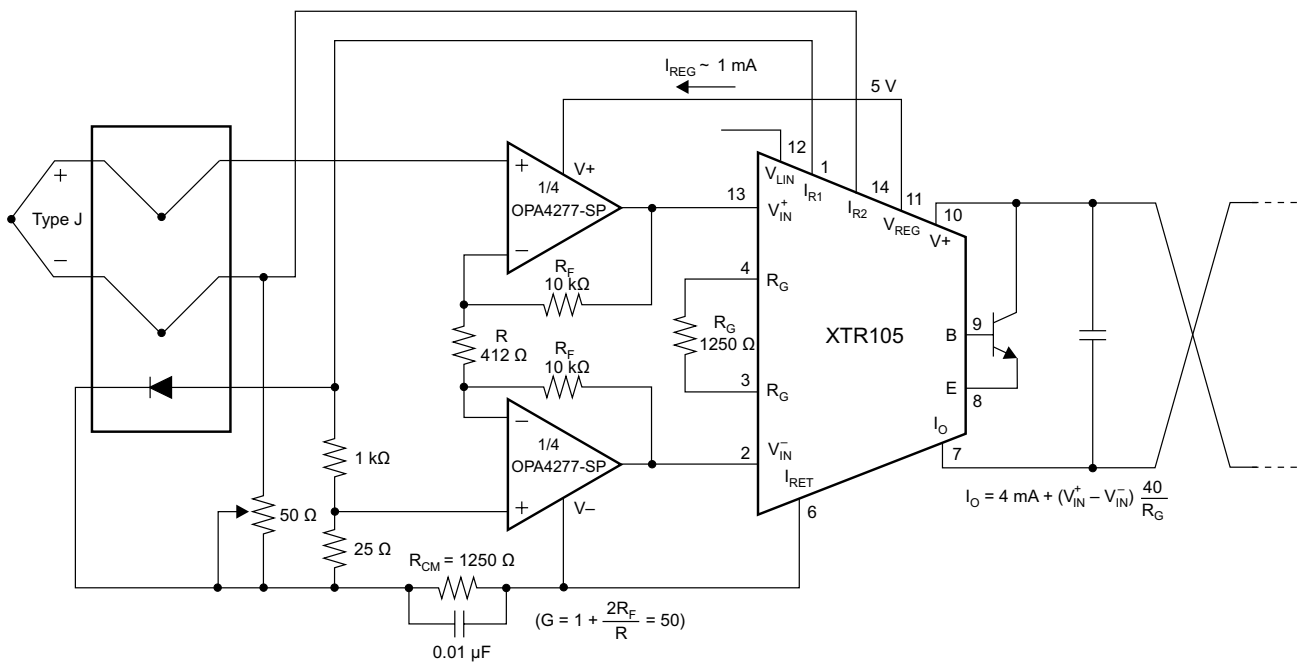 I_REG ~ 1 mA
5 V
12
V_LIN
1
I_R1
14
I_R2
11
V_REG
10
V+
+
Type J
−
+
V+
1/4
OPA4277-SP
−
13
V_IN^+
R_F
10 kΩ
4
R_G
R
412 Ω
R_G
1250 Ω
XTR105
B
9
R_F
10 kΩ
3
R_G
E
8
−
1/4
OPA4277-SP
+
V–
2
V_IN^−
I_RET
6
I_O
7
1 kΩ
50 Ω
25 Ω
I_O = 4 mA + (V_IN^+ – V_IN^−) 40/R_G
R_CM = 1250 Ω
0.01 µF
(G = 1 + 2R_F/R = 50)